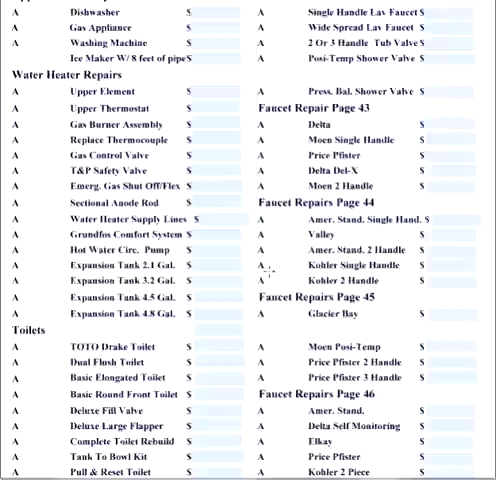 A Dishwasher $
A Gas Appliance $
A Washing Machine $
Ice Maker W/ 8 feet of pipe $
Water Heater Repairs
A Upper Element $
A Upper Thermostat $
A Gas Burner Assembly $
A Replace Thermocouple $
A Gas Control Valve $
A T&P Safety Valve $
A Emerg. Gas Shut Off/Flex $
A Sectional Anode Rod $
A Water Heater Supply Lines $
A Grundfos Comfort System $
A Hot Water Circ. Pump $
A Expansion Tank 2.1 Gal. $
A Expansion Tank 3.2 Gal. $
A Expansion Tank 4.5 Gal. $
A Expansion Tank 4.8 Gal. $
Toilets
A TOTO Drake Toilet $
A Dual Flush Toilet $
A Basic Elongated Toilet $
A Basic Round Front Toilet $
A Deluxe Fill Valve $
A Deluxe Large Flapper $
A Complete Toilet Rebuild $
A Tank To Bowl Kit $
A Pull & Reset Toilet $
A Single Handle Lav Faucet $
A Wide Spread Lav Faucet $
A 2 Or 3 Handle Tub Valve $
A Posi-Temp Shower Valve $
A Press. Bal. Shower Valve $
Faucet Repair Page 43
A Delta $
A Moen Single Handle $
A Price Pfister $
A Delta Del-X $
A Moen 2 Handle $
Faucet Repairs Page 44
A Amer. Stand. Single Hand. $
A Valley $
A Amer. Stand. 2 Handle $
A Kohler Single Handle $
A Kohler 2 Handle $
Faucet Repairs Page 45
A Glacier Bay $
A Moen Posi-Temp $
A Price Pfister 2 Handle $
A Price Pfister 3 Handle $
Faucet Repairs Page 46
A Amer. Stand. $
A Delta Self Monitoring $
A Elkay $
A Price Pfister $
A Kohler 2 Piece $